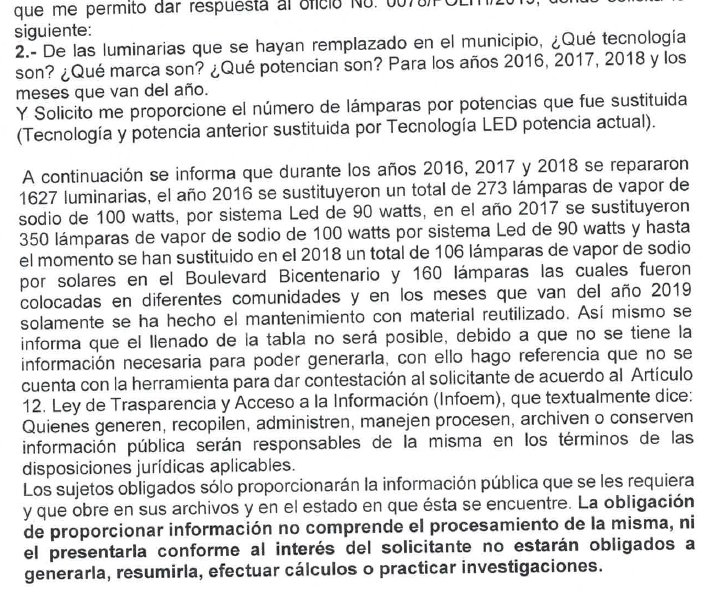 que me permito dar respuesta al oficio No.
siguiente:
2.- De las luminarias que se hayan remplazado en el municipio, ¿Qué tecnología
son? ¿Qué marca son? ¿Qué potencian son? Para los años 2016, 2017, 2018 y los
meses que van del año.
Y Solicito me proporcione el número de lámparas por potencias que fue sustituida
(Tecnología y potencia anterior sustituida por Tecnología LED potencia actual).
A continuación se informa que durante los años 2016, 2017 y 2018 se repararon
1627 luminarias, el año 2016 se sustituyeron un total de 273 lámparas de vapor de
sodio de 100 watts, por sistema Led de 90 watts, en el año 2017 se sustituyeron
350 lámparas de vapor de sodio de 100 watts por sistema Led de 90 watts y hasta
el momento se han sustituido en el 2018 un total de 106 lámparas de vapor de sodio
por solares en el Boulevard Bicentenario y 160 lámparas las cuales fueron
colocadas en diferentes comunidades y en los meses que van del año 2019
solamente se ha hecho el mantenimiento con material reutilizado. Así mismo se
informa que el llenado de la tabla no será posible, debido a que no se tiene la
información necesaria para poder generarla, con ello hago referencia que no se
cuenta con la herramienta para dar contestación al solicitante de acuerdo al Artículo
12. Ley de Trasparencia y Acceso a la Información (Infoem), que textualmente dice:
Quienes generen, recopilen, administren, manejen procesen, archiven o conserven
información pública serán responsables de la misma en los términos de las
disposiciones jurídicas aplicables.
Los sujetos obligados sólo proporcionarán la información pública que se les requiera
y que obre en sus archivos y en el estado en que ésta se encuentre. La obligación
de proporcionar información no comprende el procesamiento de la misma, ni
el presentarla conforme al interés del solicitante no estarán obligados a
generarla, resumirla, efectuar cálculos o practicar investigaciones.